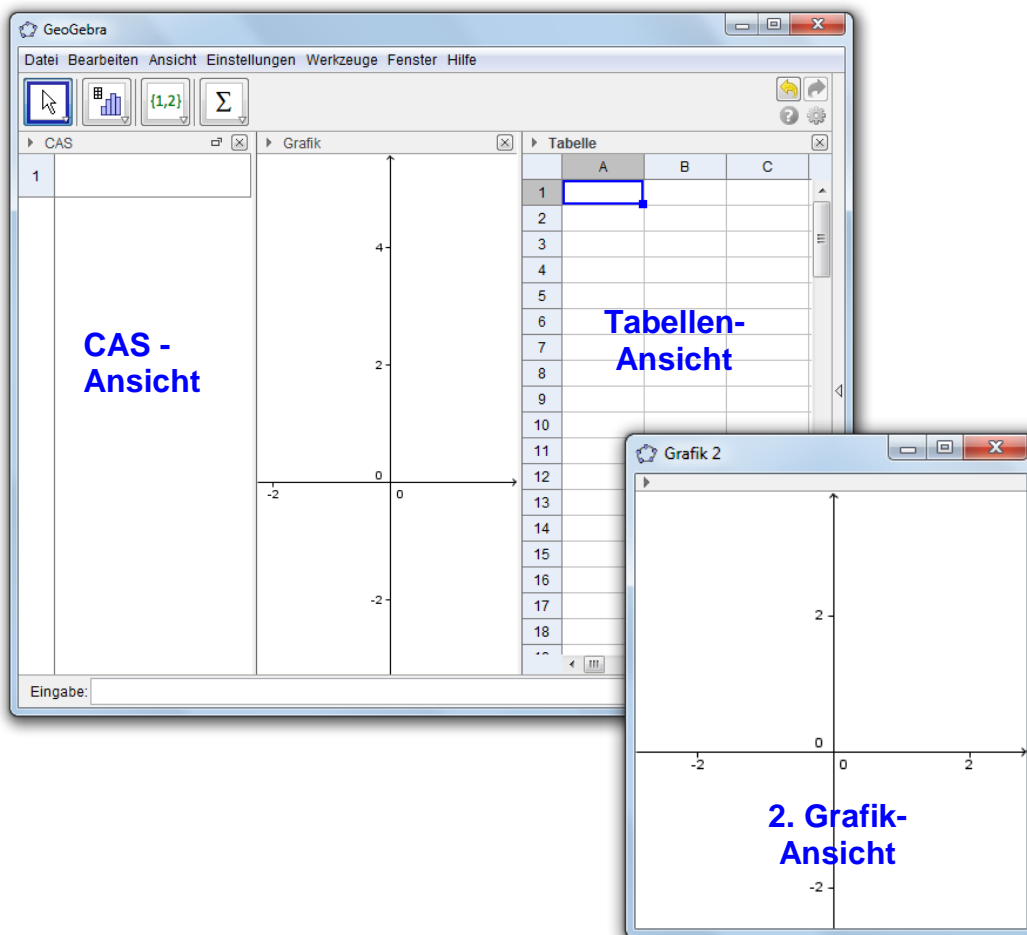 GeoGebra
Datei Bearbeiten Ansicht Einstellungen Werkzeuge Fenster Hilfe
{1,2} Σ
CAS
Grafik
Tabelle
1
A B C
1
2
3
4
5
6
7
8
9
10
11
12
13
14
15
16
17
18
4
2
0
-2 0
-2
CAS -
Ansicht
Tabellen-
Ansicht
Eingabe:
Grafik 2
2
0
-2 0 2
-2
2. Grafik-
Ansicht